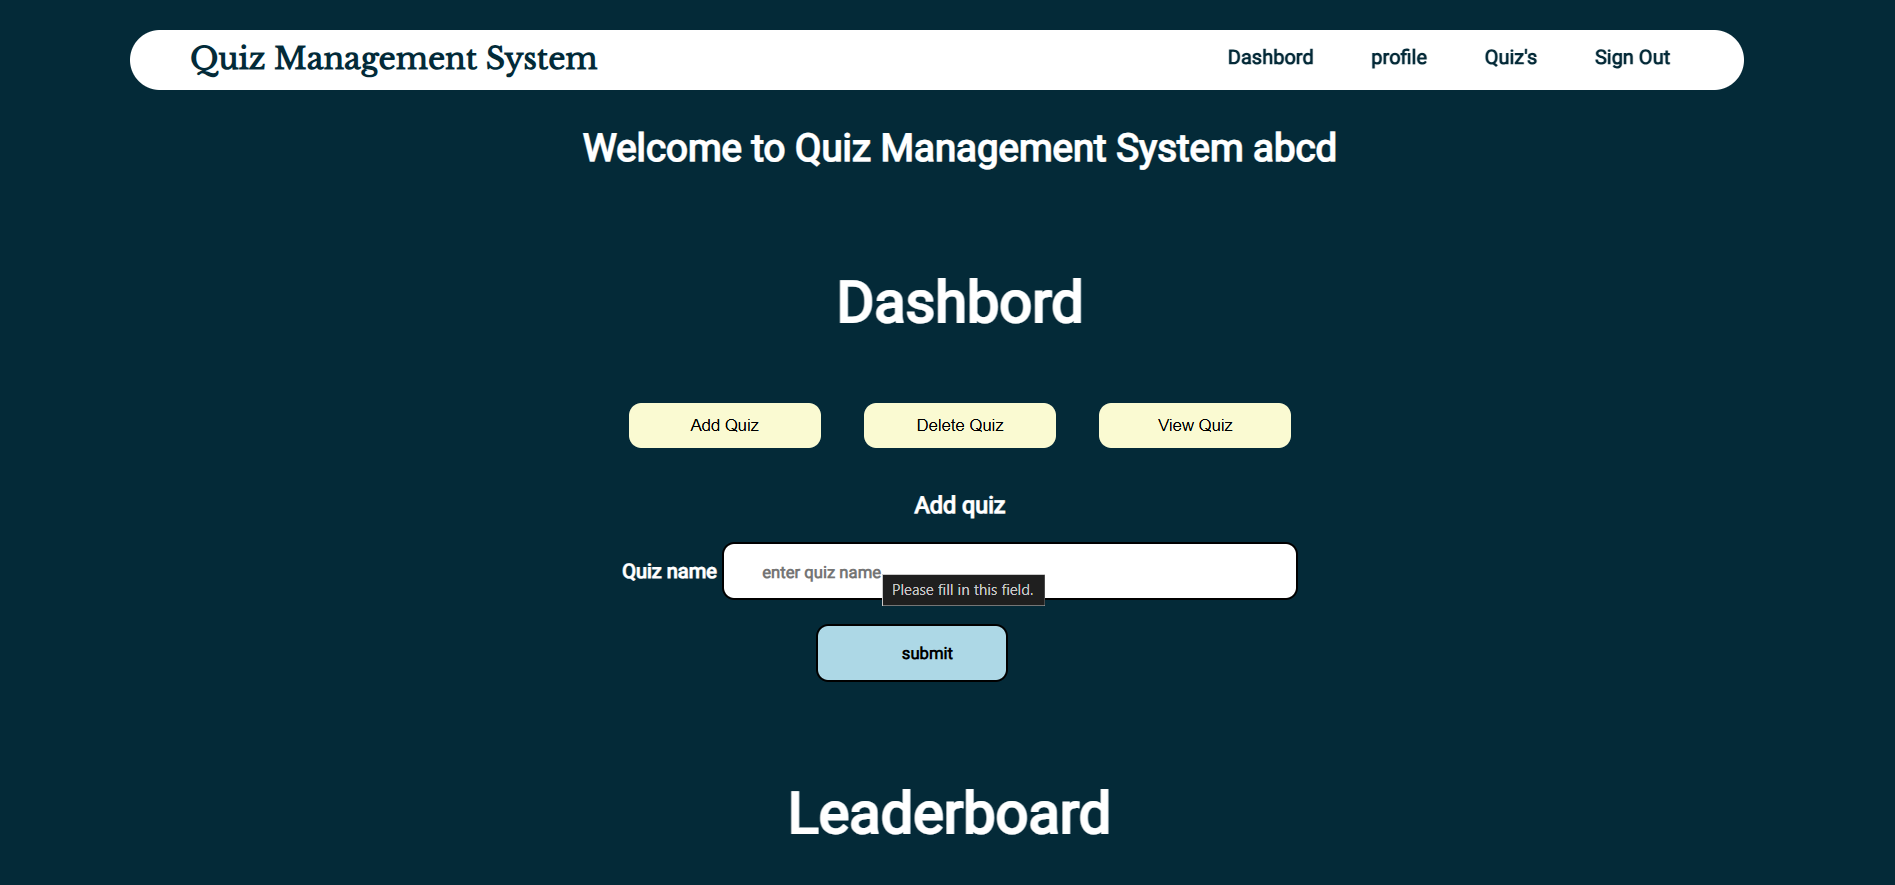 Quiz Management System Dashbord profile Quiz's Sign Out
Welcome to Quiz Management System abcd
Dashbord
Add Quiz Delete Quiz View Quiz
Add quiz
Quiz name enter quiz name
Please fill in this field.
submit
Leaderboard